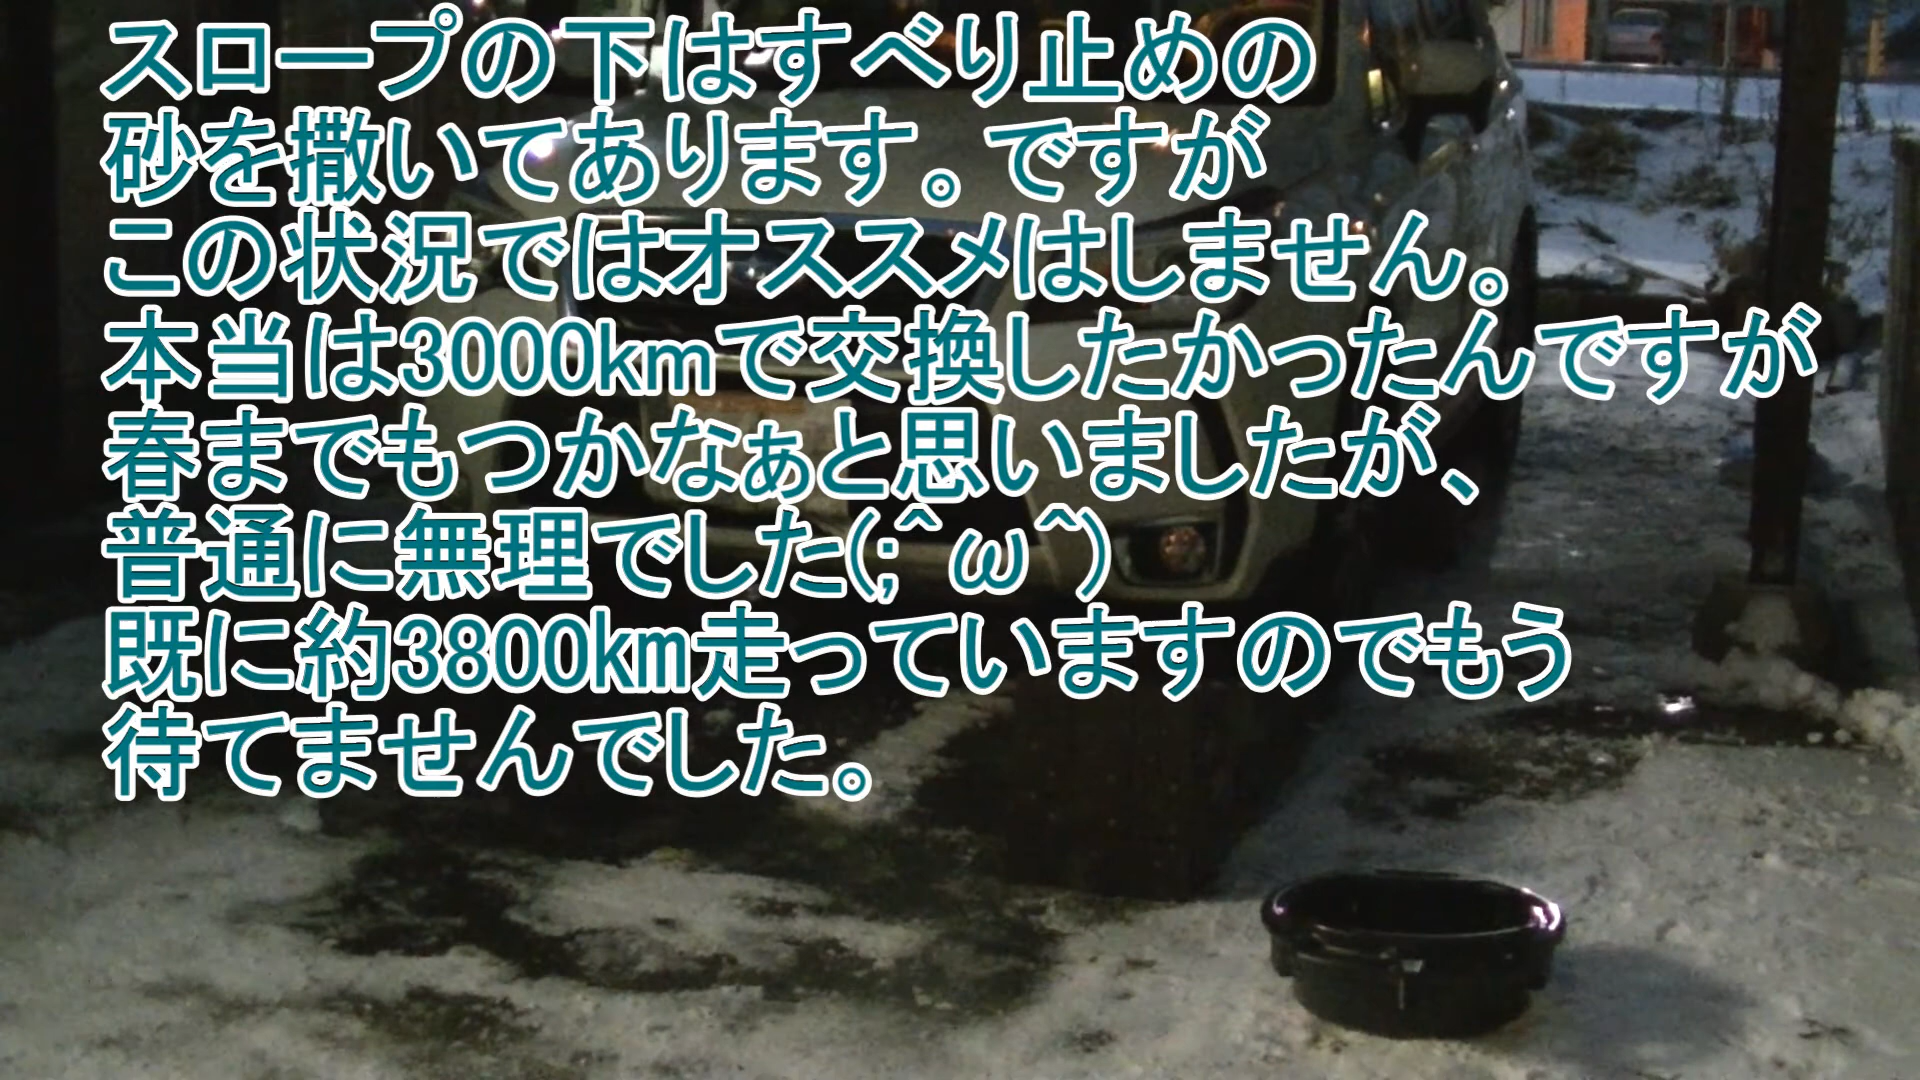 スロープの下はすべり止めの
砂を撒いてあります。ですが
この状況ではオススメはしません。
本当は3000kmで交換したかったんですが
春までもつかなぁと思いましたが、
普通に無理でした(;^ω^)
既に約3800㎞走っていますのでもう
待てませんでした。